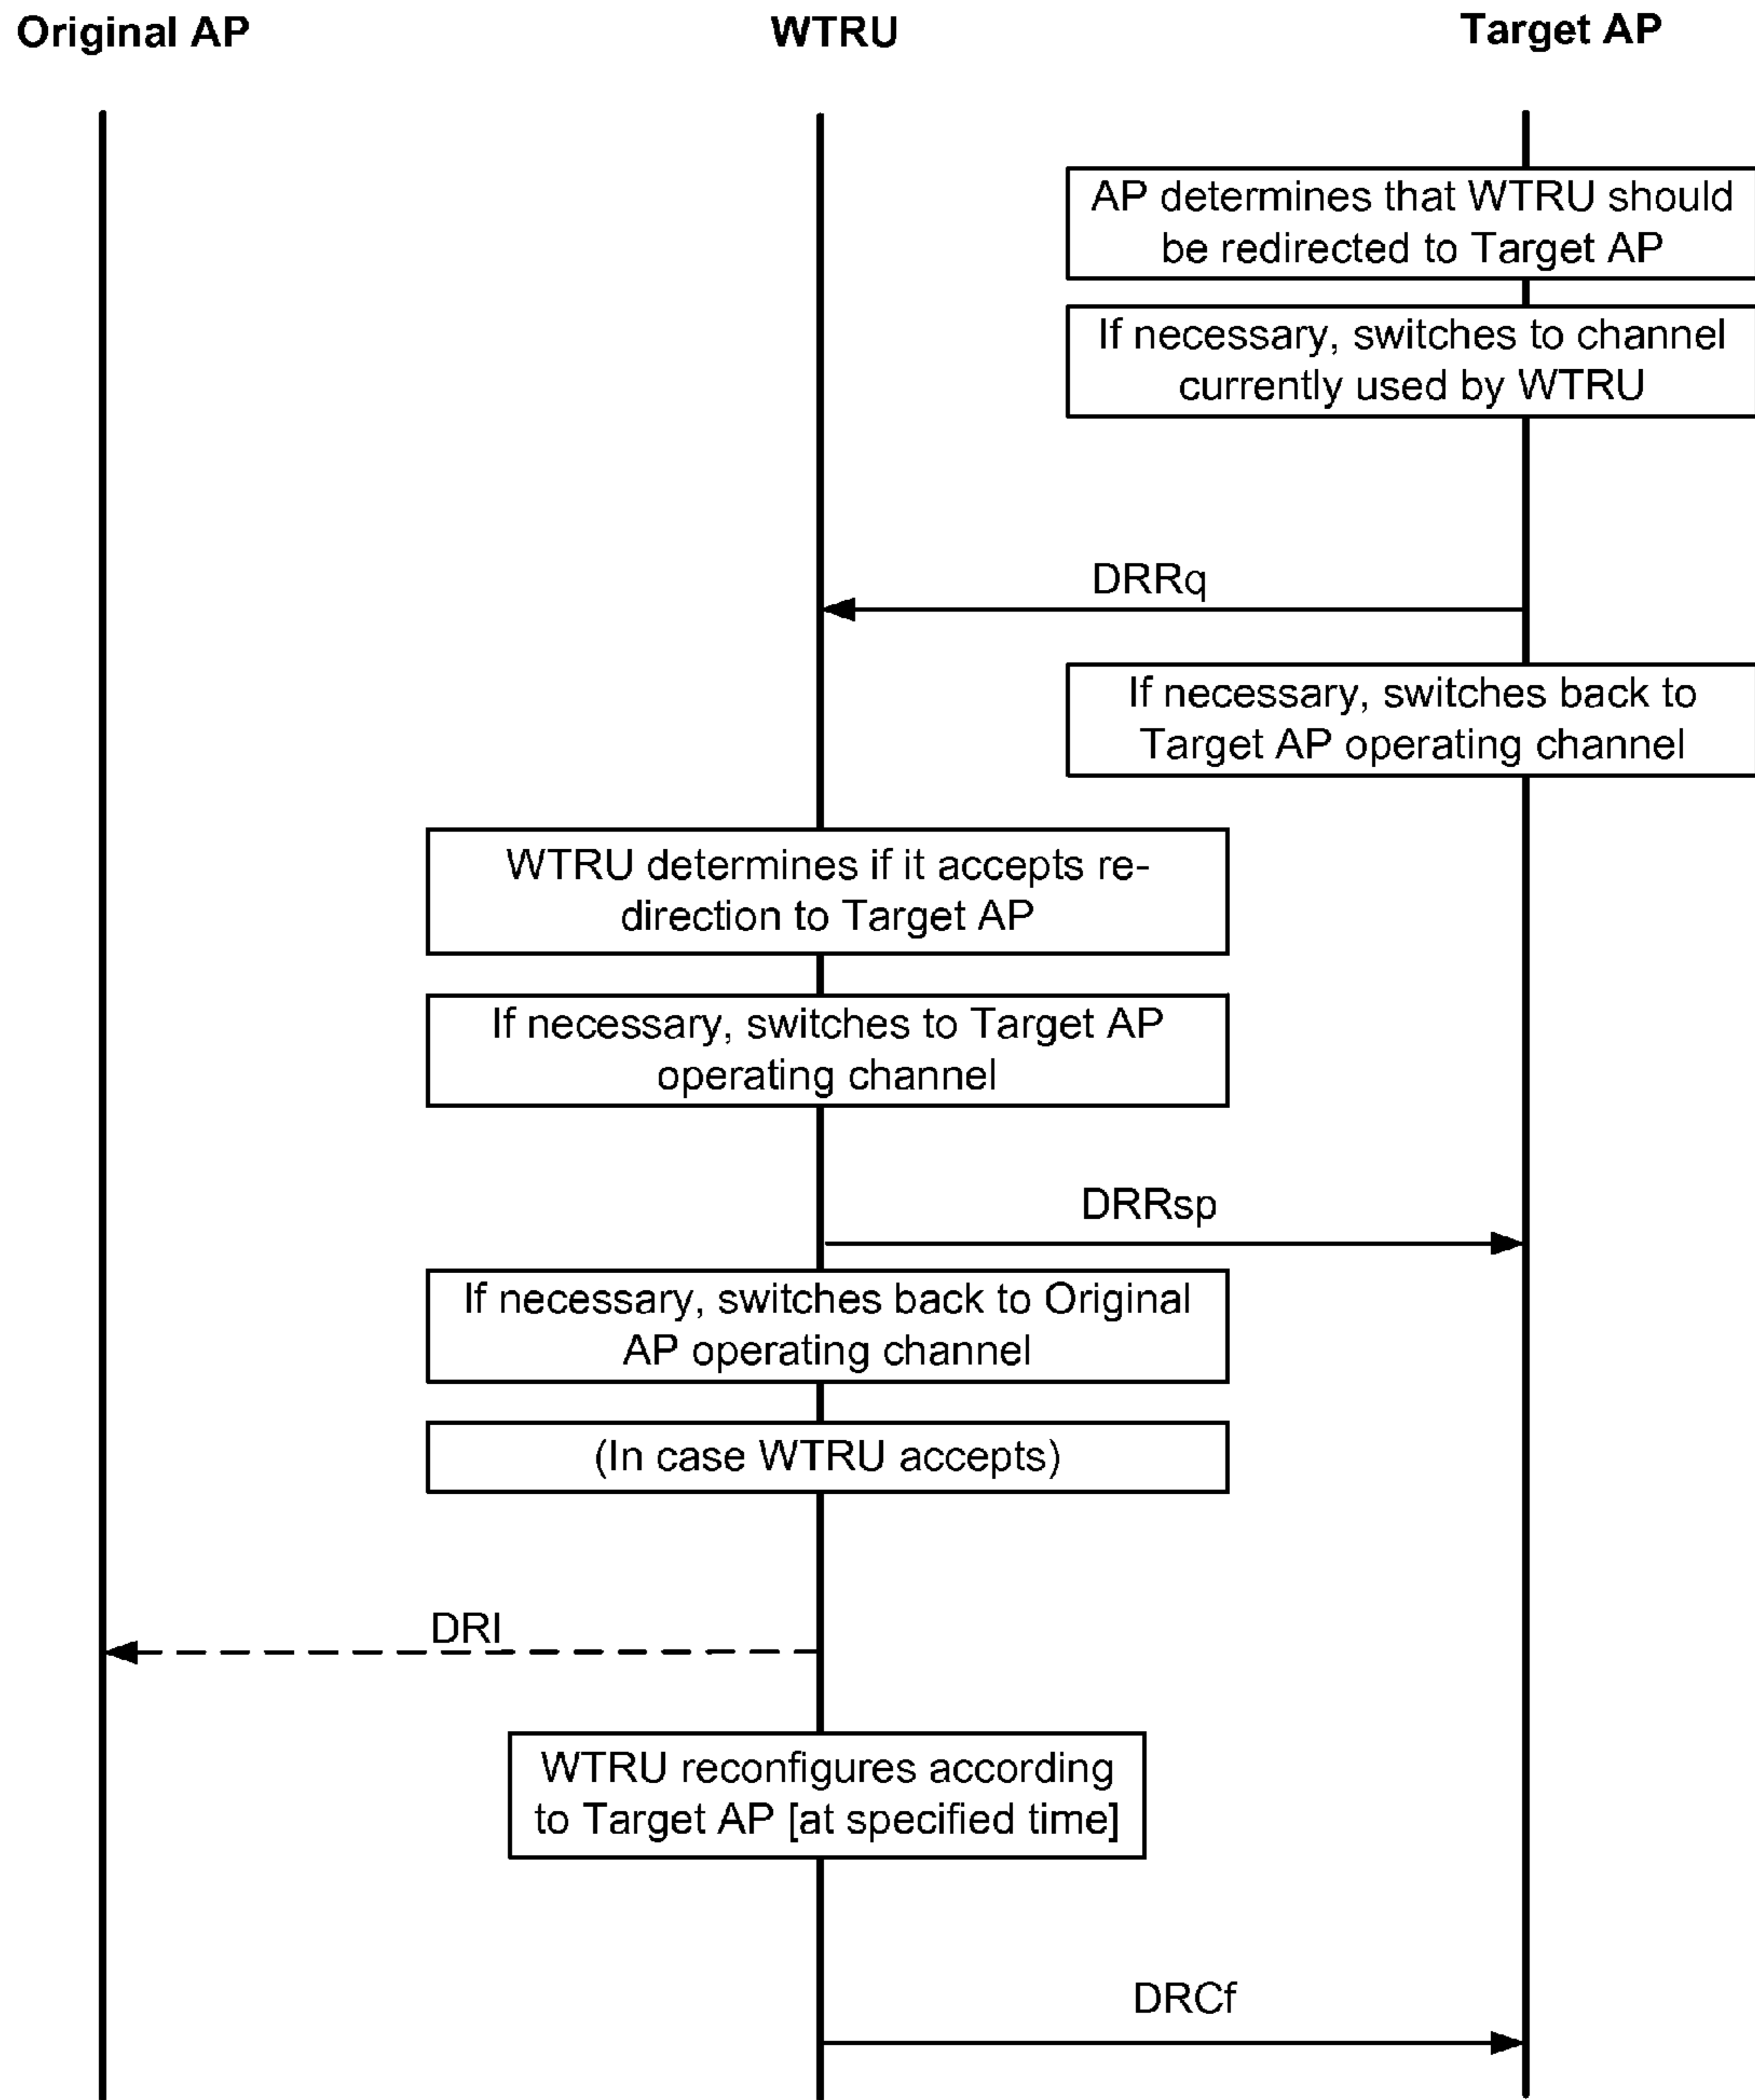 Original AP
WTRU
Target AP
AP determines that WTRU should
be redirected to Target AP
If necessary, switches to channel
currently used by WTRU
DRRq
If necessary, switches back to
Target AP operating channel
WTRU determines if it accepts re-
direction to Target AP
If necessary, switches to Target AP
operating channel
DRRsp
If necessary, switches back to Original
AP operating channel
(In case WTRU accepts)
DRI
WTRU reconfigures according
to Target AP [at specified time]
DRCf